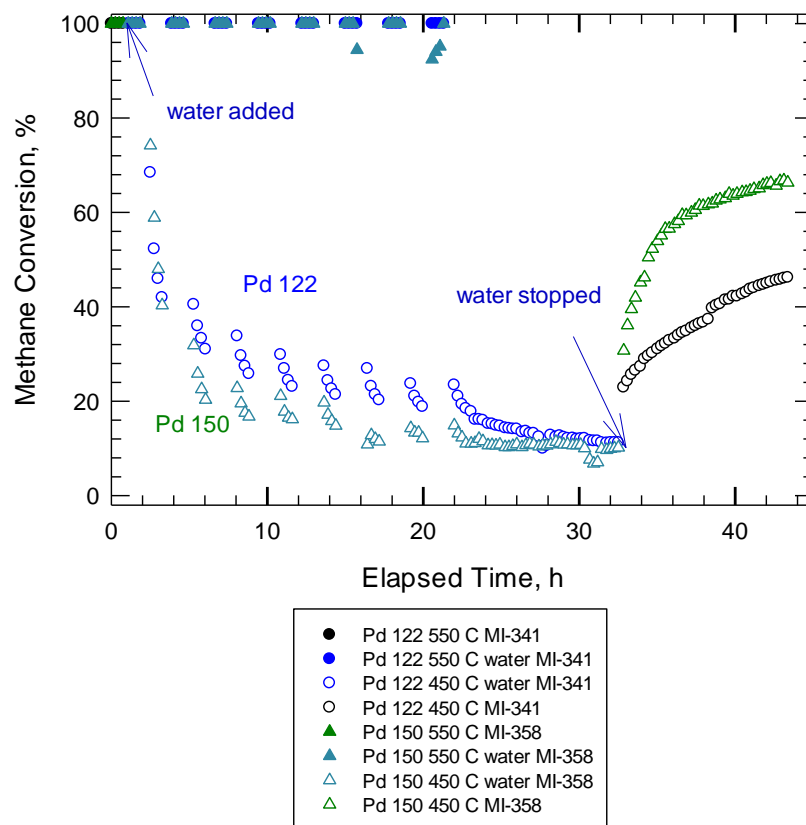 100
80
60
40
20
0
Methane Conversion, %
water added
Pd 122
Pd 150
water stopped
0 10 20 30 40
Elapsed Time, h
Pd 122 550 C MI-341
Pd 122 550 C water MI-341
Pd 122 450 C water MI-341
Pd 122 450 C MI-341
Pd 150 550 C MI-358
Pd 150 550 C water MI-358
Pd 150 450 C water MI-358
Pd 150 450 C MI-358